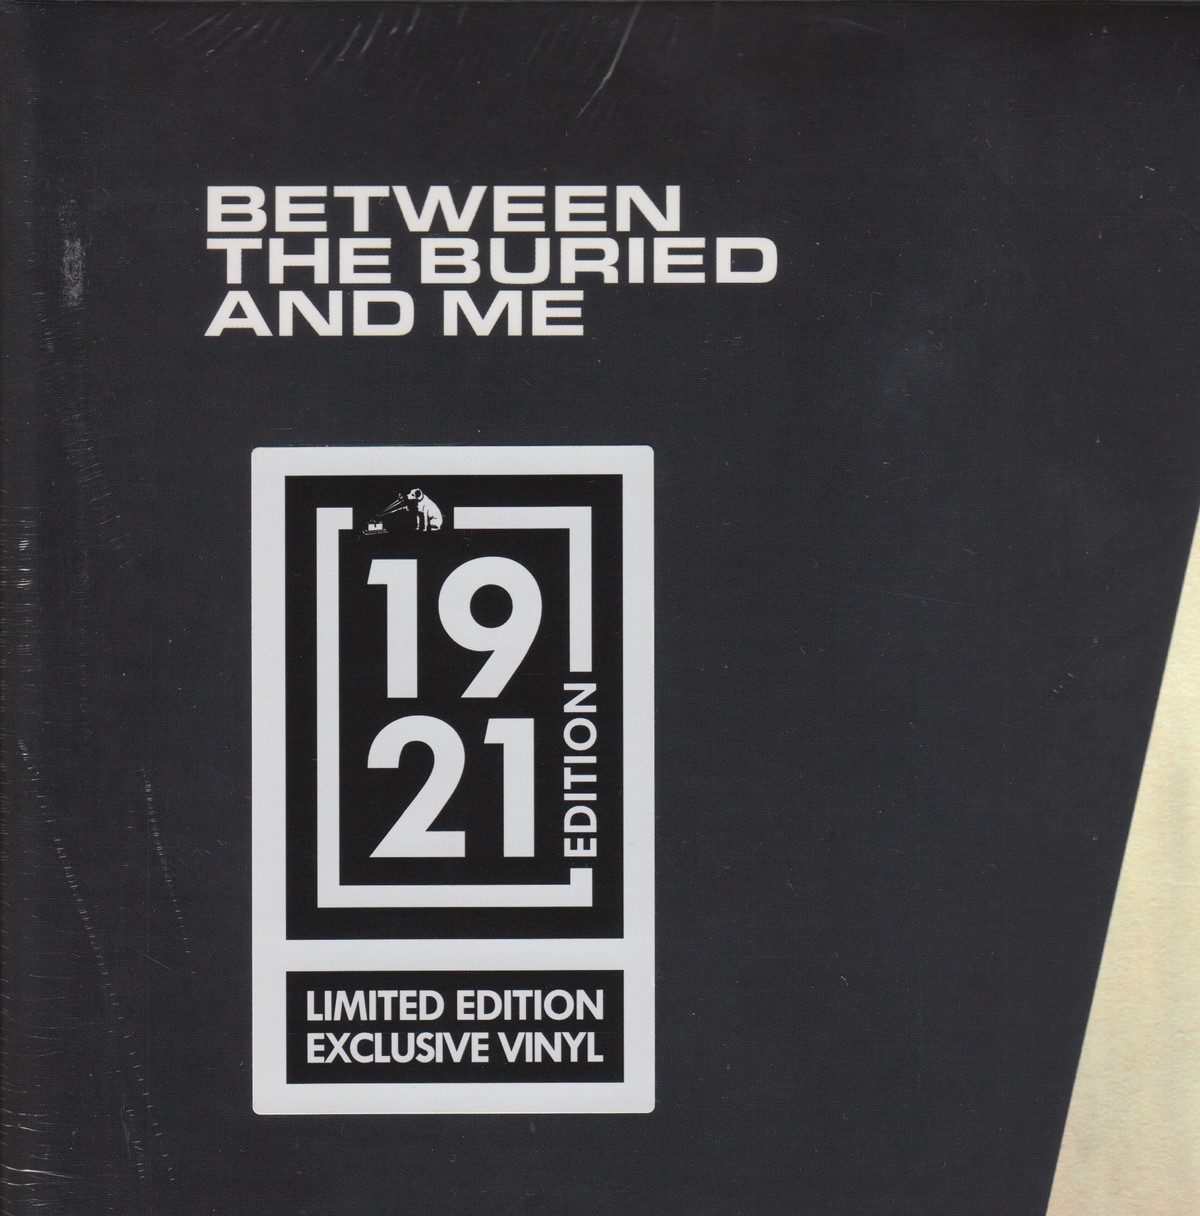 BETWEEN
THE BURIED
AND ME
19
21
EDITION
LIMITED EDITION
EXCLUSIVE VINYL